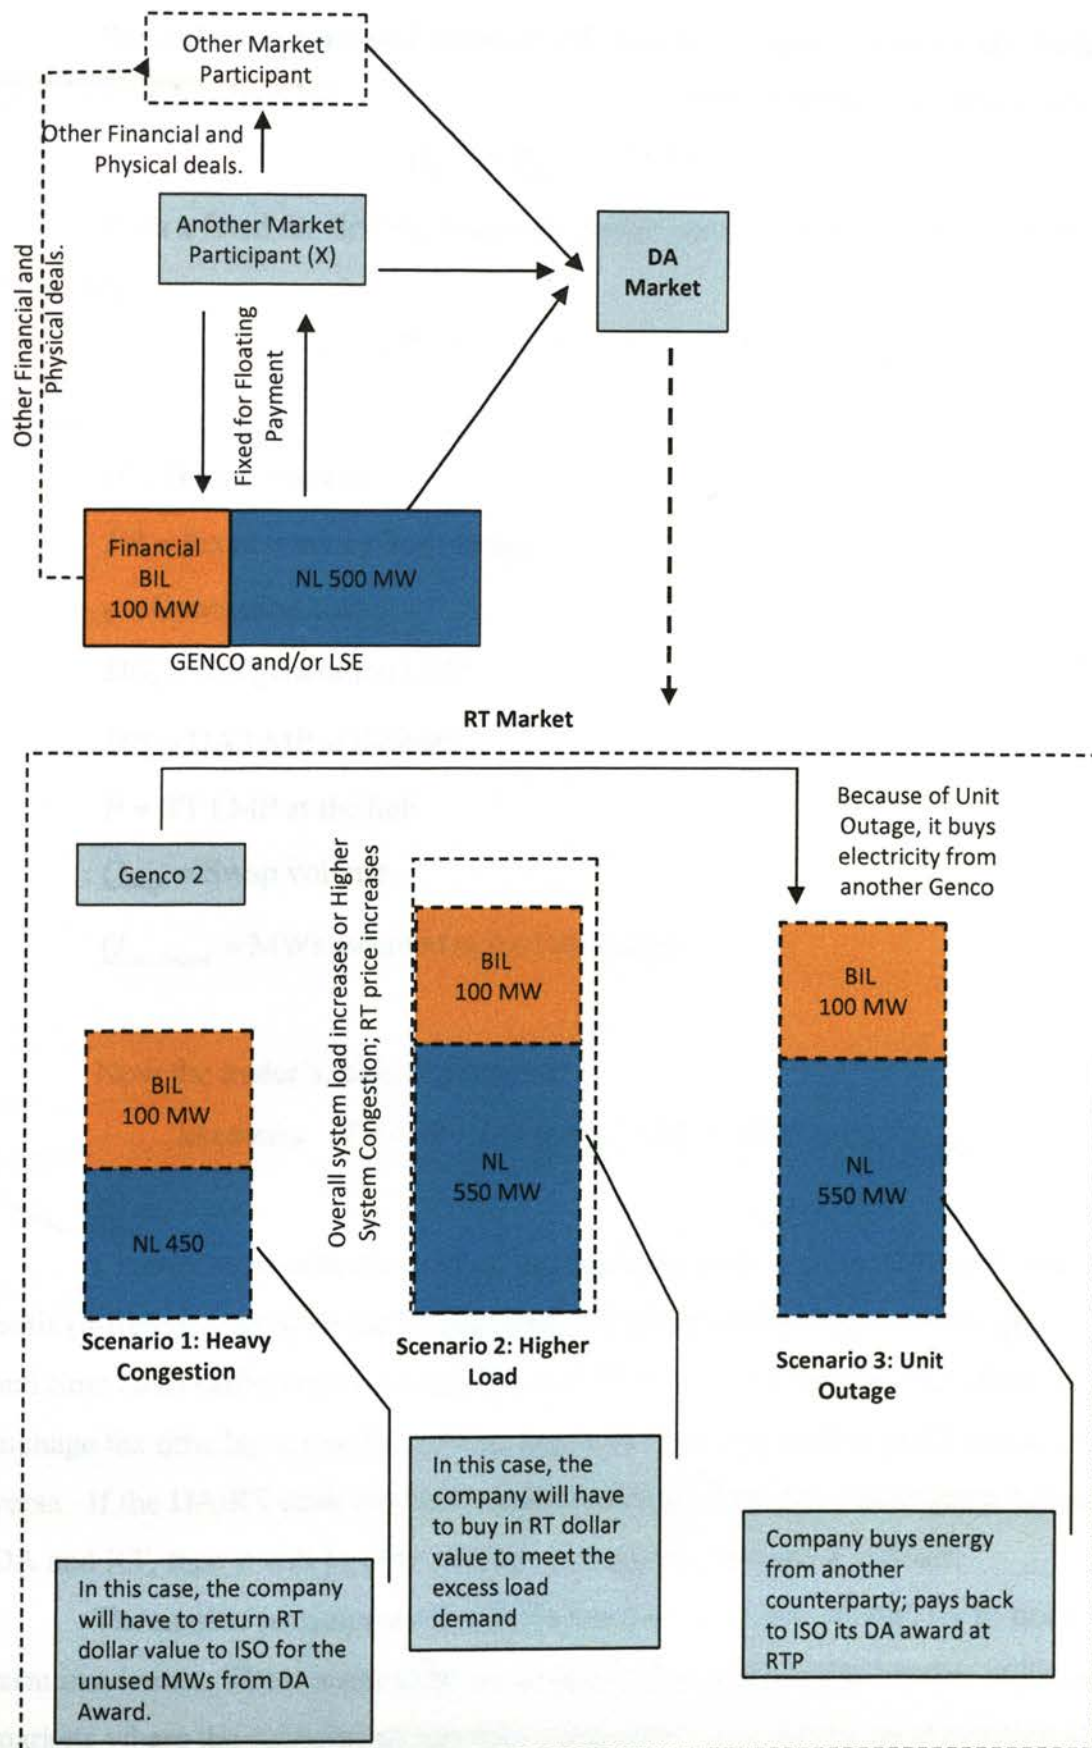 Other Market
Participant
Other Financial and
Physical deals.
Another Market
Participant (X)
DA
Market
Other Financial and
Physical deals.
Fixed for Floating
Payment
Financial
BIL
100 MW
NL 500 MW
GENCO and/or LSE
RT Market
Because of Unit
Outage, it buys
electricity from
another Genco
Genco 2
Overall system load increases or Higher
System Congestion; RT price increases
BIL
100 MW
NL 450
BIL
100 MW
NL
550 MW
BIL
100 MW
NL
550 MW
Scenario 1: Heavy
Congestion
Scenario 2: Higher
Load
Scenario 3: Unit
Outage
In this case, the company
will have to return RT
dollar value to ISO for the
unused MWs from DA
Award.
In this case, the
company will have
to buy in RT dollar
value to meet the
excess load
demand
Company buys energy
from another
counterparty; pays back
to ISO its DA award at
RTP